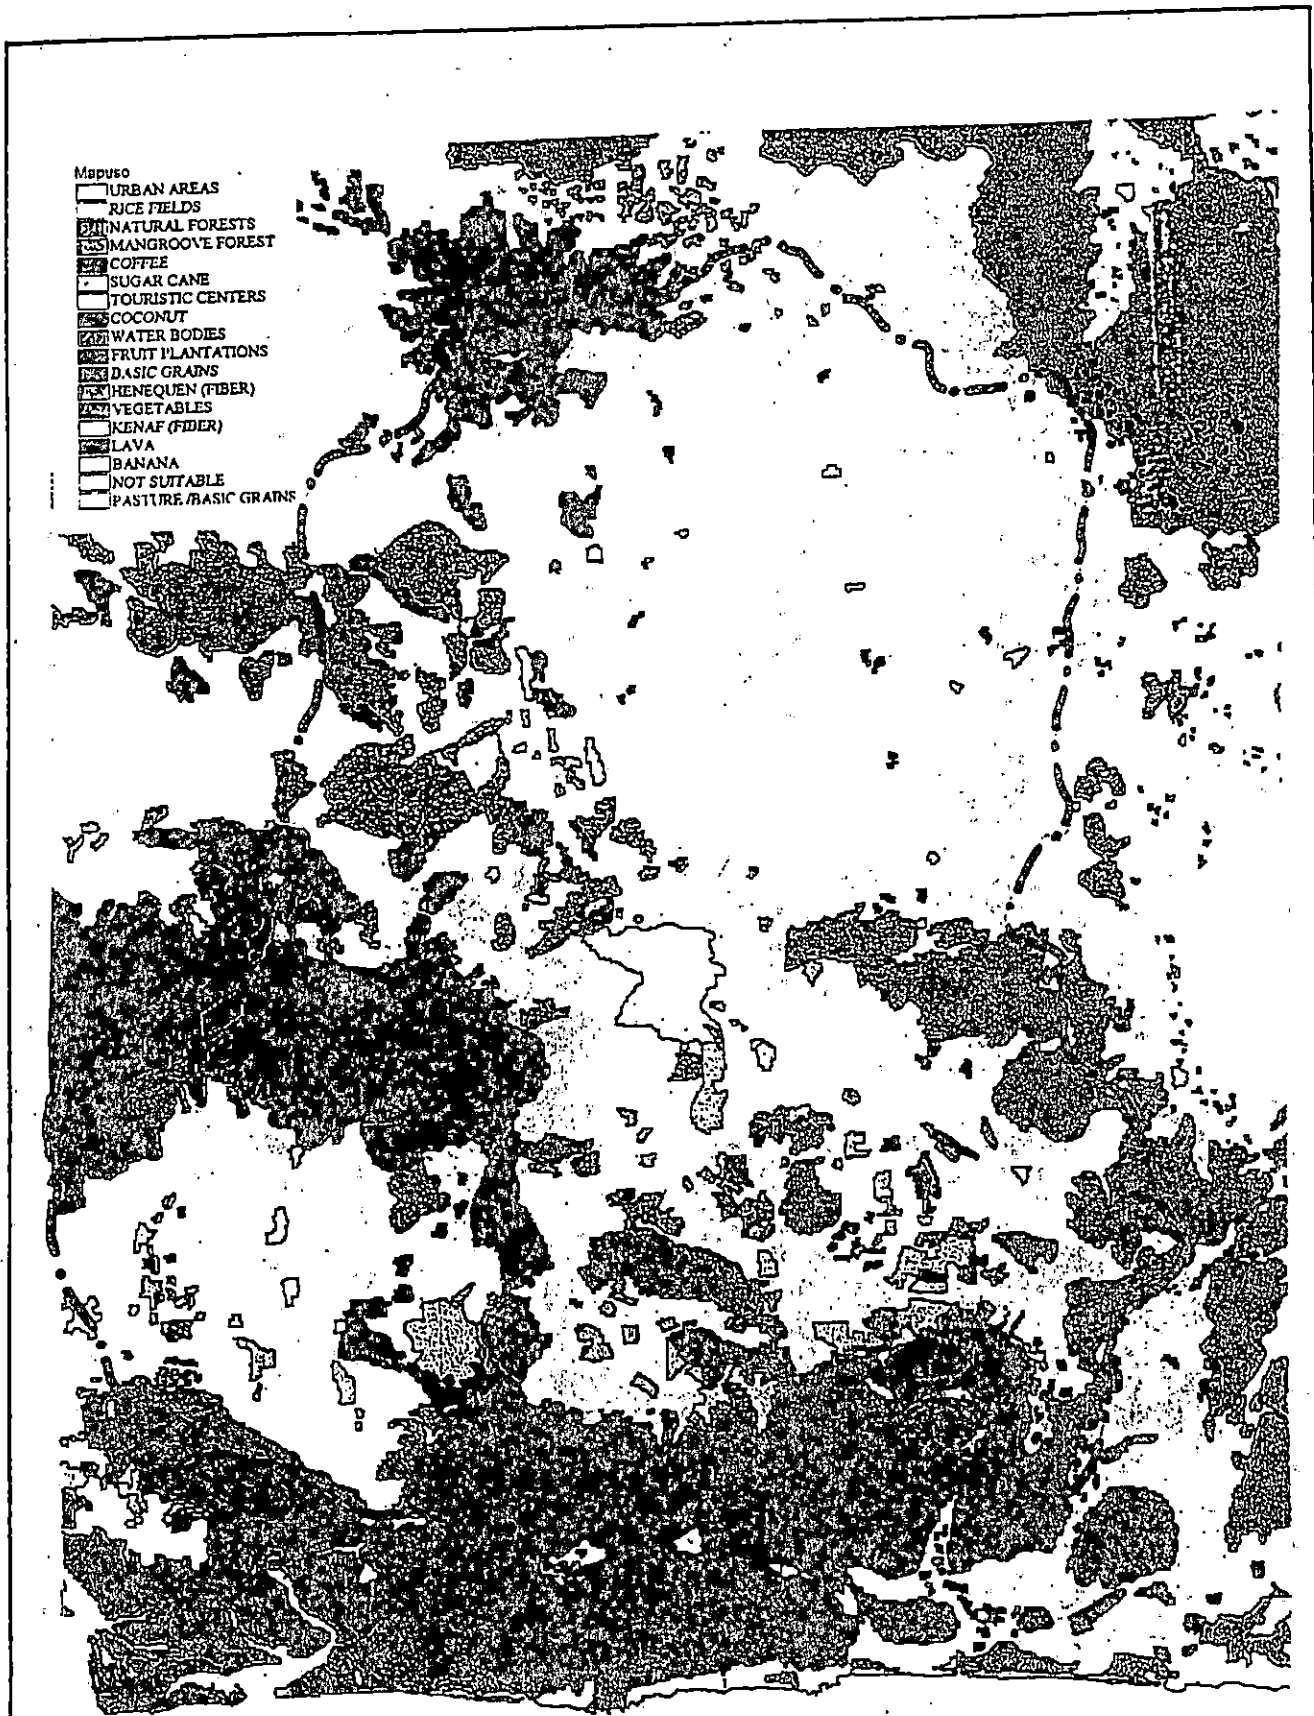 Mapuso
URBAN AREAS
RICE FIELDS
NATURAL FORESTS
MANGROOVE FOREST
COFFEE
SUGAR CANE
TOURISTIC CENTERS
COCONUT
WATER BODIES
FRUIT PLANTATIONS
BASIC GRAINS
HENEQUEN (FIBER)
VEGETABLES
KENAF (FIBER)
LAVA
BANANA
NOT SUITABLE
PASTURE/BASIC GRAINS